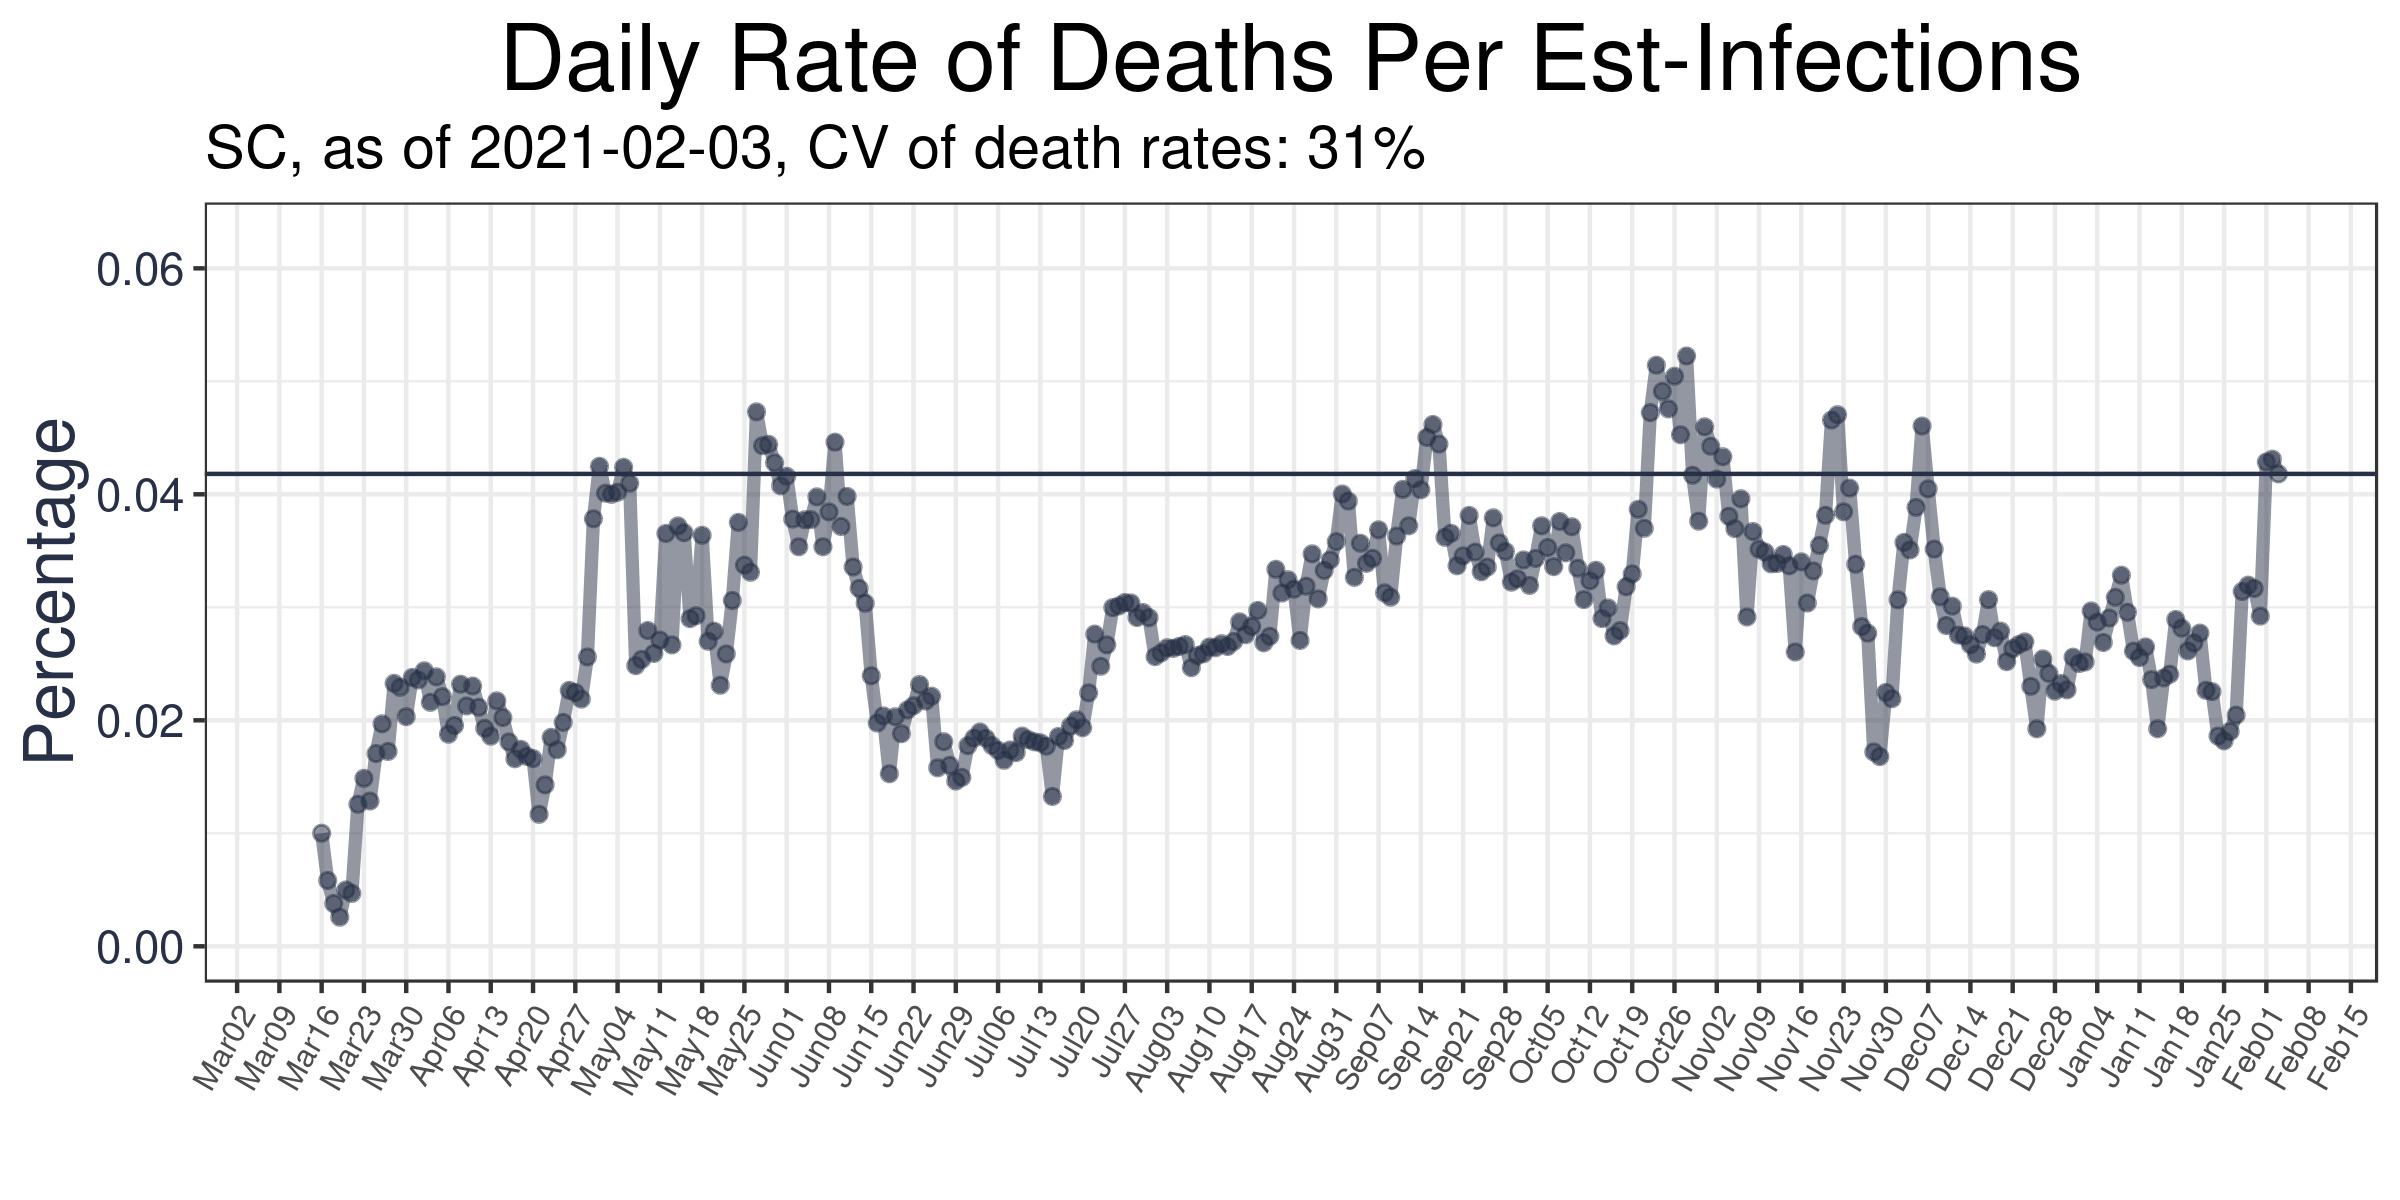 Daily Rate of Deaths Per Est-Infections
SC, as of 2021-02-03, CV of death rates: 31%
Percentage
0.06
0.04
0.02
0.00
Mar02
Mar09
Mar16
Mar23
Mar30
Apr06
Apr13
Apr20
Apr27
May04
May11
May18
May25
Jun01
Jun08
Jun15
Jun22
Jun29
Jul06
Jul13
Jul20
Jul27
Aug03
Aug10
Aug17
Aug24
Aug31
Sep07
Sep14
Sep21
Sep28
Oct05
Oct12
Oct19
Oct26
Nov02
Nov09
Nov16
Nov23
Nov30
Dec07
Dec14
Dec21
Dec28
Jan04
Jan11
Jan18
Jan25
Feb01
Feb08
Feb15